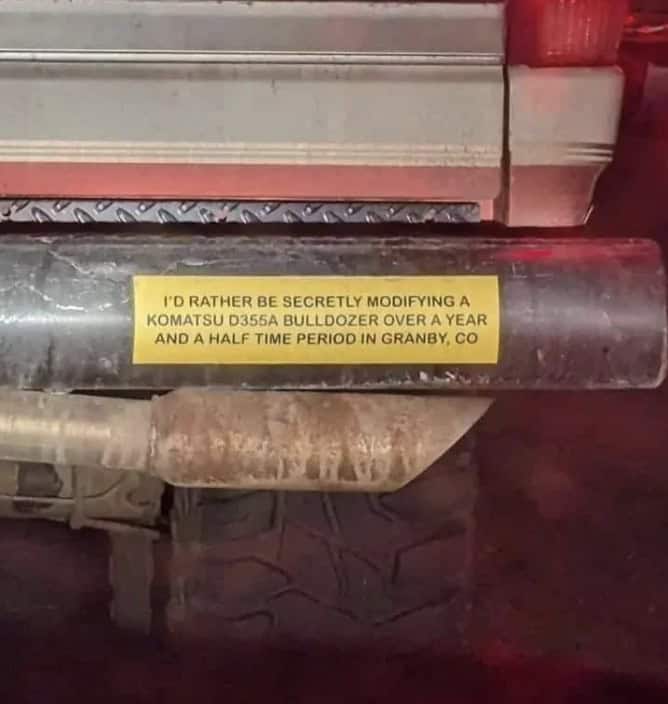 I'D RATHER BE SECRETLY MODIFYING A
KOMATSU D355A BULLDOZER OVER A YEAR
AND A HALF TIME PERIOD IN GRANBY, CO